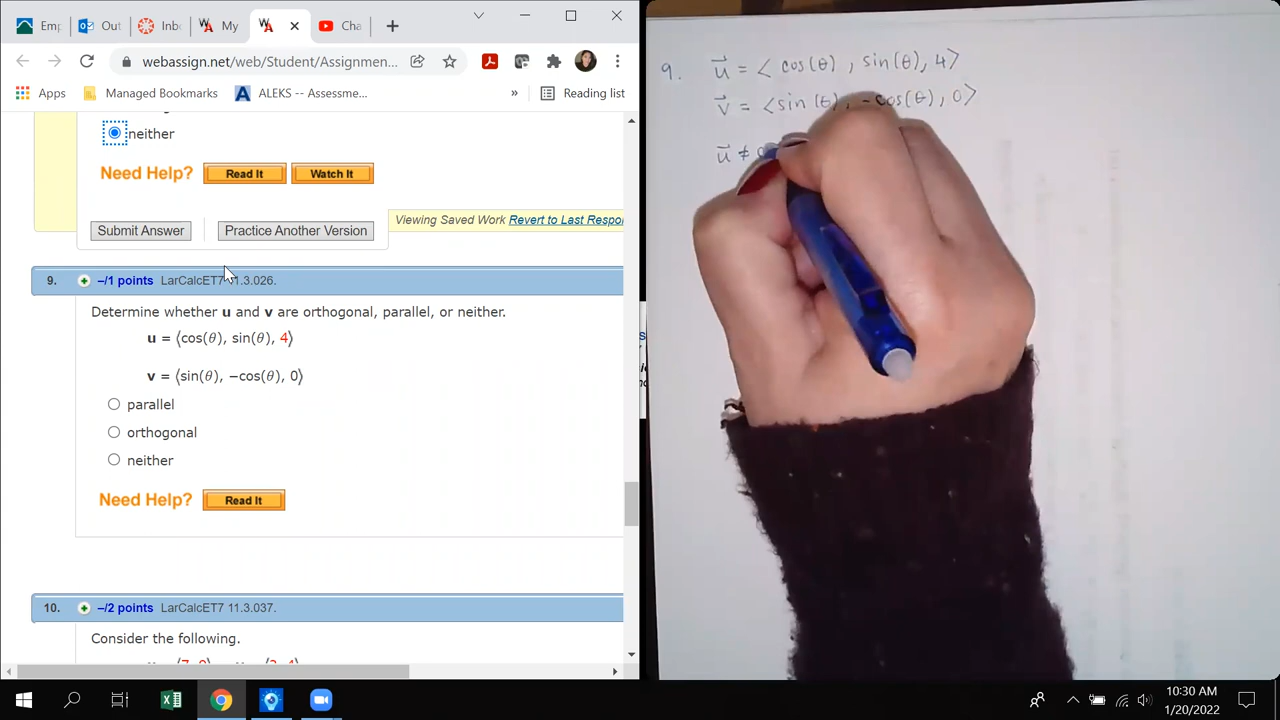 Emp
Out
Inbo
My
Cha
webassign.net/web/Student/Assignmen...
Apps
Managed Bookmarks
ALEKS -- Assessme...
»
Reading list
neither
Need Help? Read It Watch It
Submit Answer
Practice Another Version
Viewing Saved Work Revert to Last Respo
9. –/1 points LarCalcET7 11.3.026.
Determine whether u and v are orthogonal, parallel, or neither.
u = ⟨cos(θ), sin(θ), 4⟩
v = ⟨sin(θ), −cos(θ), 0⟩
parallel
orthogonal
neither
Need Help? Read It
10. –/2 points LarCalcET7 11.3.037.
Consider the following.
9. u⃗ = < cos(θ), sin(θ), 4>
v⃗ = <sin(θ), -cos(θ), 0>
u⃗ ≠
10:30 AM
1/20/2022